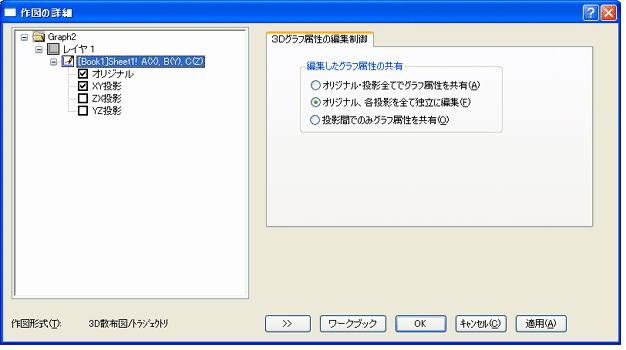 作図の詳細
Graph2
レイヤ 1
[Book1]Sheet1! A(X), B(Y), C(Z)
オリジナル
XY投影
ZX投影
YZ投影
3Dグラフ属性の編集制御
編集したグラフ属性の共有
オリジナル・投影全てでグラフ属性を共有(A)
オリジナル、各投影を全て独立に編集(F)
投影間でのみグラフ属性を共有(O)
作図形式(T): 3D散布図/トラジェクトリ
>> ワークブック OK キャンセル(C) 適用(A)